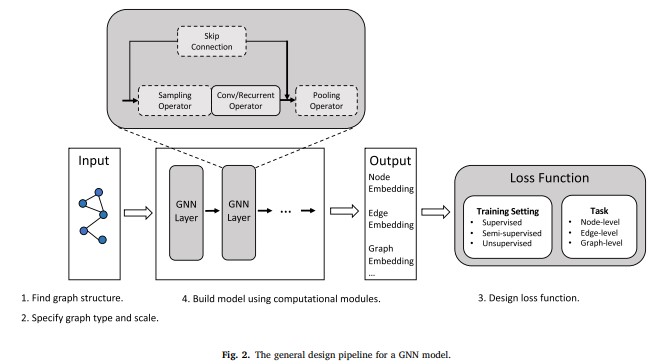 Skip
Connection
Sampling
Operator
Conv/Recurrent
Operator
Pooling
Operator
Input
GNN
Layer
GNN
Layer
...
Output
Node
Embedding
Edge
Embedding
Graph
Embedding
...
Loss Function
Training Setting
• Supervised
• Semi-supervised
• Unsupervised
Task
• Node-level
• Edge-level
• Graph-level
1. Find graph structure.
2. Specify graph type and scale.
4. Build model using computational modules.
3. Design loss function.
Fig. 2. The general design pipeline for a GNN model.